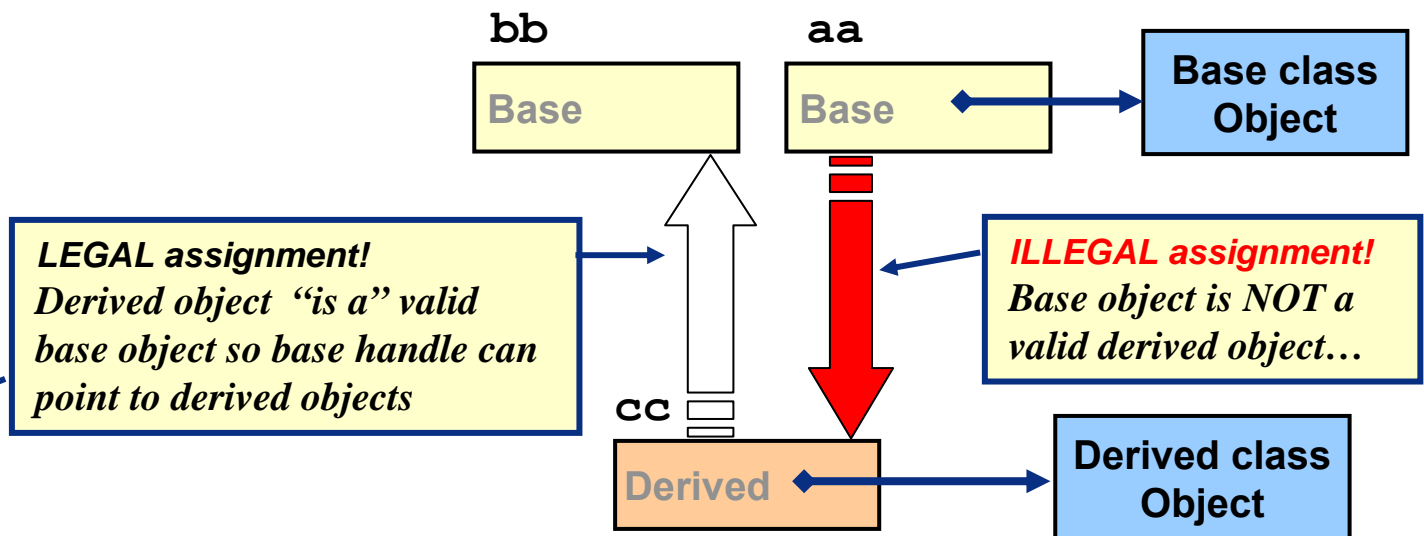 bb
aa
Base
Base
Base class
Object
LEGAL assignment!
Derived object “is a” valid
base object so base handle can
point to derived objects
ILLEGAL assignment!
Base object is NOT a
valid derived object…
cc
Derived
Derived class
Object